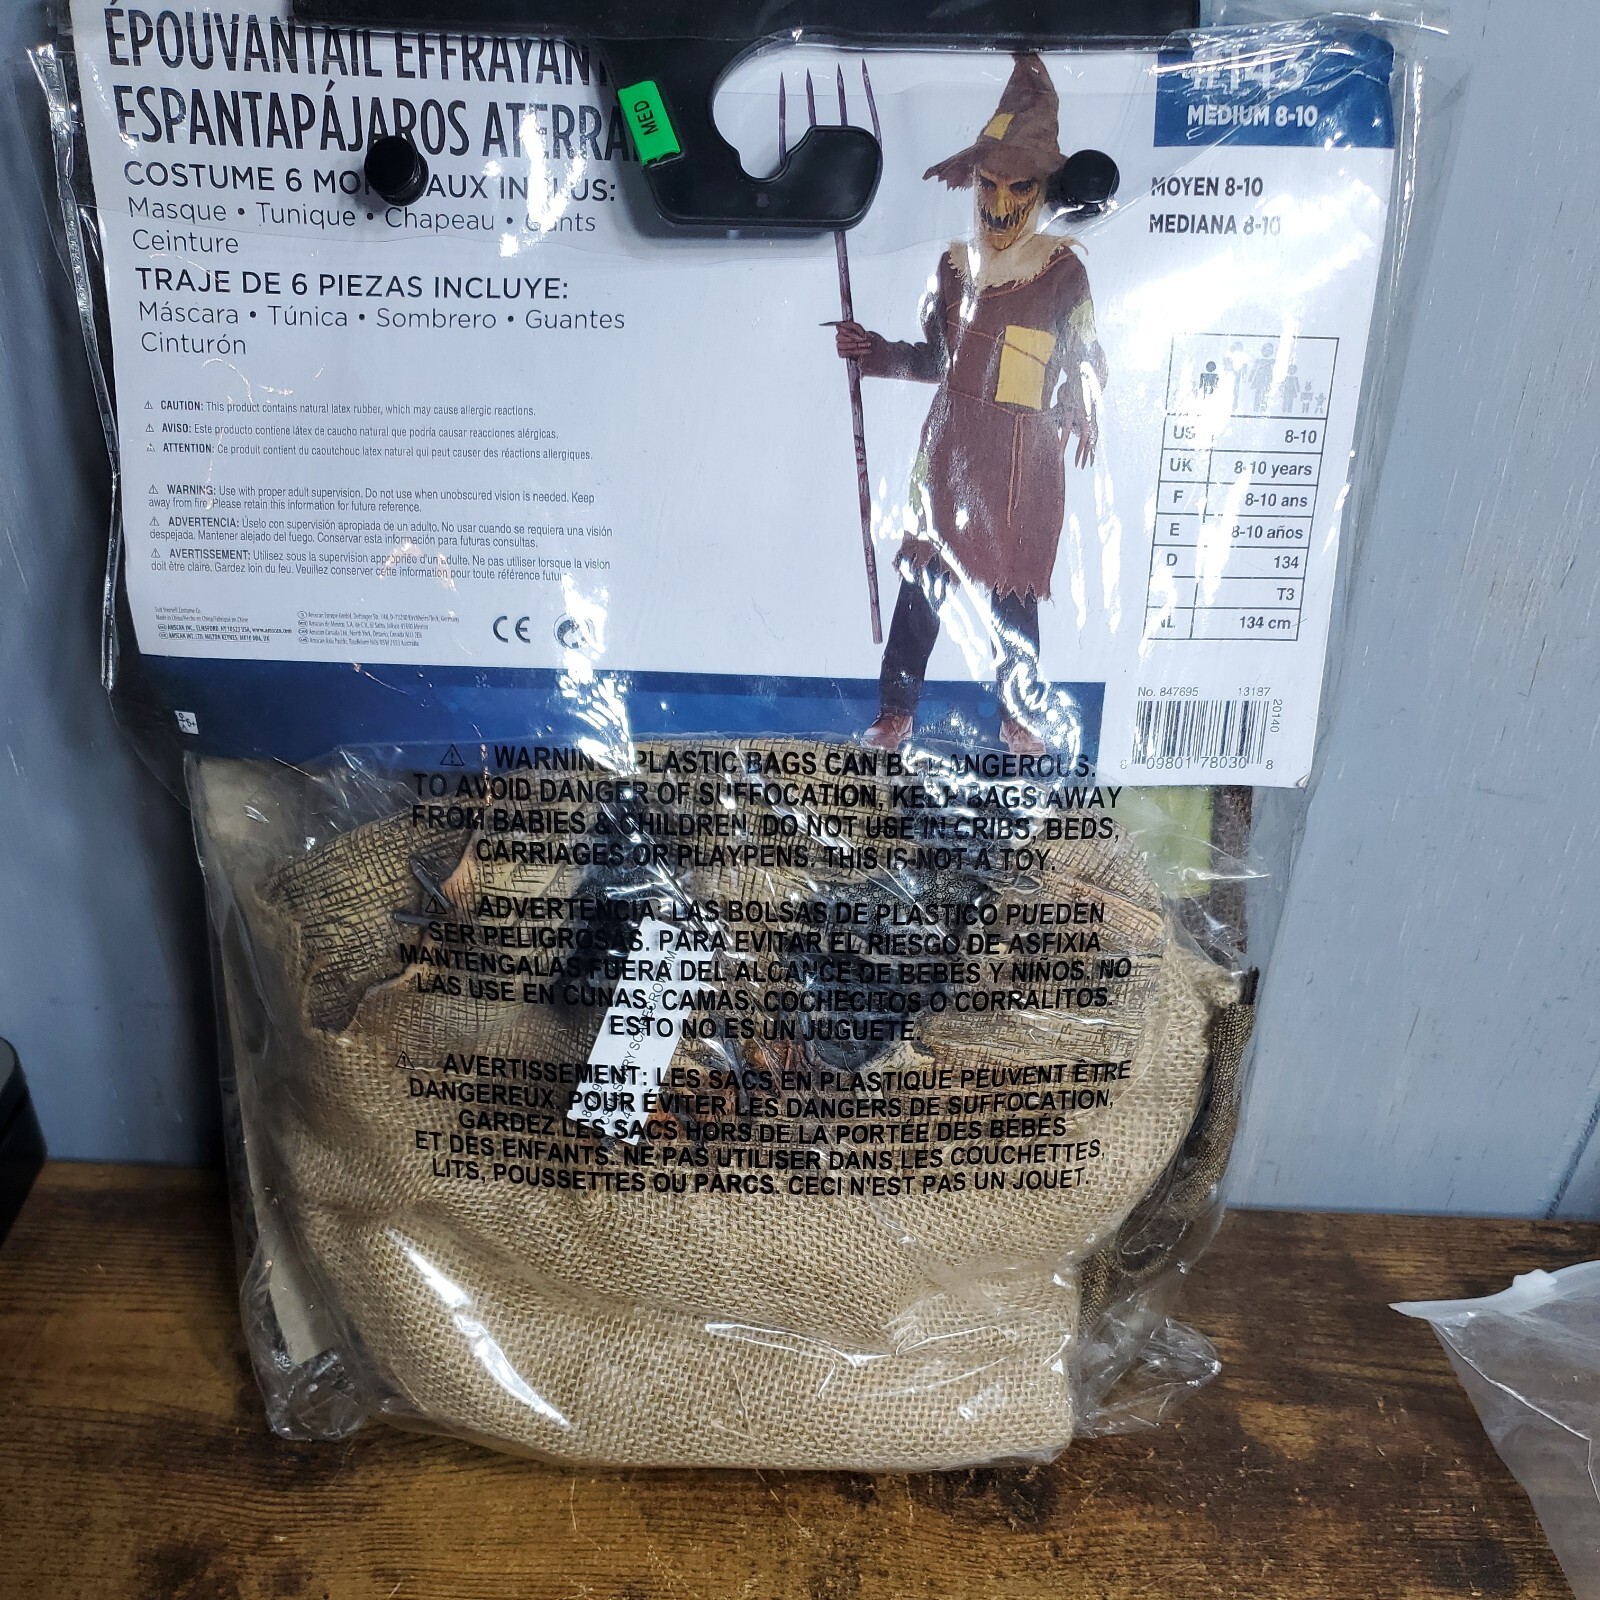 ÉPOUVANTAIL EFFRAYAN
ESPANTAPÁJAROS ATERRA
MED
COSTUME 6 MO AUX INCLUS:
Masque • Tunique • Chapeau • Gants
Ceinture
TRAJE DE 6 PIEZAS INCLUYE:
Máscara • Túnica • Sombrero • Guantes
Cinturón
⚠ CAUTION: This product contains natural latex rubber, which may cause allergic reactions.
⚠ AVISO: Este producto contiene látex de caucho natural que podría causar reacciones alérgicas.
⚠ ATTENTION: Ce produit contient du caoutchouc latex naturel qui peut causer des réactions allergiques.
⚠ WARNING: Use with proper adult supervision. Do not use when unobscured vision is needed. Keep
away from fire. Please retain this information for future reference.
⚠ ADVERTENCIA: Úselo con supervisión apropiada de un adulto. No usar cuando se requiera una visión
despejada. Mantener alejado del fuego. Conservar esta información para futuras consultas.
⚠ AVERTISSEMENT: Utilisez sous la supervision appropriée d'un adulte. Ne pas utiliser lorsque la vision
doit être claire. Gardez loin du feu. Veuillez conserver cette information pour toute référence future.
CE
MEDIUM 8-10
MOYEN 8-10
MEDIANA 8-10
US 8-10
UK 8-10 years
F 8-10 ans
E 8-10 años
D 134
T3
NL 134 cm
No. 847695 13187
20140
8 09801 78030 8
⚠ WARNING: PLASTIC BAGS CAN BE DANGEROUS.
TO AVOID DANGER OF SUFFOCATION, KEEP BAGS AWAY
FROM BABIES & CHILDREN. DO NOT USE IN CRIBS, BEDS,
CARRIAGES OR PLAYPENS. THIS IS NOT A TOY.
⚠ ADVERTENCIA: LAS BOLSAS DE PLASTICO PUEDEN
SER PELIGROSAS. PARA EVITAR EL RIESGO DE ASFIXIA
MANTENGALAS FUERA DEL ALCANCE DE BEBES Y NIÑOS. NO
LAS USE EN CUNAS, CAMAS, COCHECITOS O CORRALITOS.
ESTO NO ES UN JUGUETE.
⚠ AVERTISSEMENT: LES SACS EN PLASTIQUE PEUVENT ÊTRE
DANGEREUX. POUR ÉVITER LES DANGERS DE SUFFOCATION,
GARDEZ LES SACS HORS DE LA PORTÉE DES BÉBÉS
ET DES ENFANTS. NE PAS UTILISER DANS LES COUCHETTES,
LITS, POUSSETTES OU PARCS. CECI N'EST PAS UN JOUET.